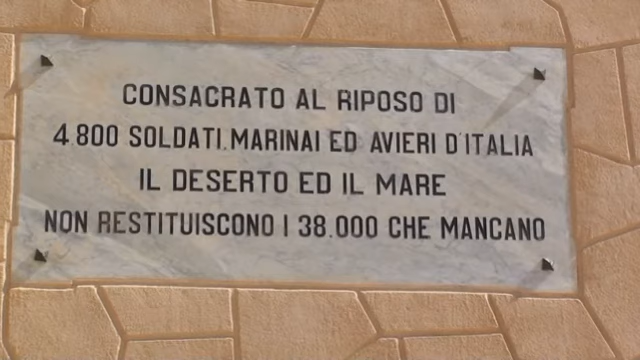 CONSACRATO AL RIPOSO DI
4.800 SOLDATI. MARINAI ED AVIERI D'ITALIA
IL DESERTO ED IL MARE
NON RESTITUISCONO I 38.000 CHE MANCANO